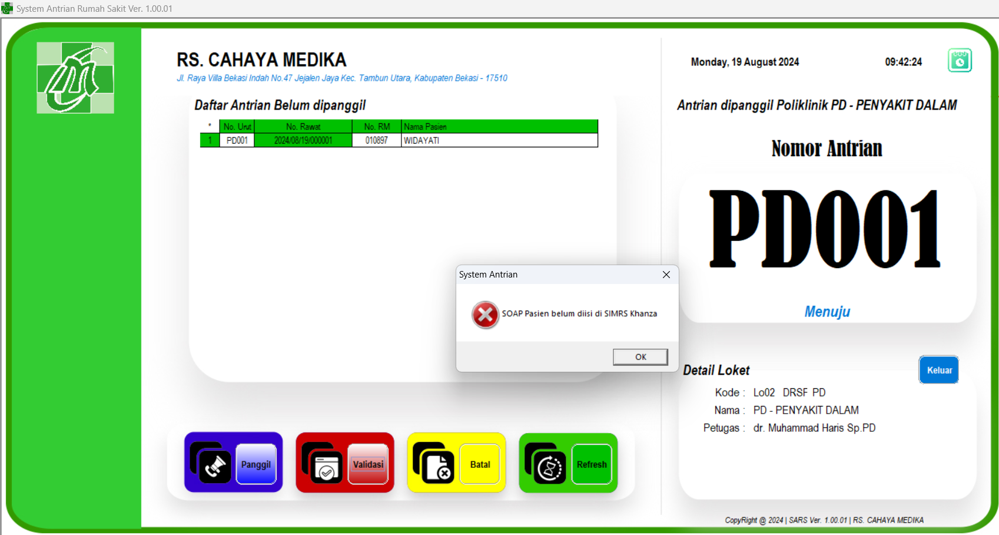 System Antrian Rumah Sakit Ver. 1.00.01
RS. CAHAYA MEDIKA
Jl. Raya Villa Bekasi Indah No.47 Jejalen Jaya Kec. Tambun Utara, Kabupaten Bekasi - 17510
Monday, 19 August 2024 09:42:24
Daftar Antrian Belum dipanggil
* No. Urut No. Rawat No. RM Nama Pasien
1 PD001 2024/08/19/000001 010897 WIDAYATI
Antrian dipanggil Poliklinik PD - PENYAKIT DALAM
Nomor Antrian
PD001
Menuju
System Antrian
SOAP Pasien belum diisi di SIMRS Khanza
OK
Detail Loket
Keluar
Kode : Lo02 DRSF PD
Nama : PD - PENYAKIT DALAM
Petugas : dr. Muhammad Haris Sp.PD
Panggil
Validasi
Batal
Refresh
CopyRight @ 2024 | SARS Ver. 1.00.01 | RS. CAHAYA MEDIKA